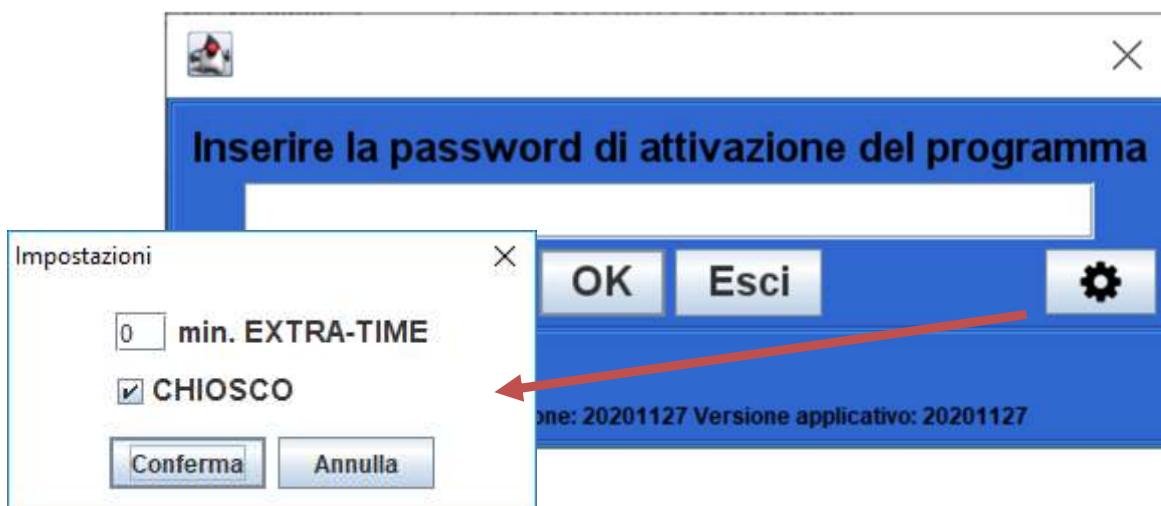 Inserire la password di attivazione del programma
OK Esci
one: 20201127 Versione applicativo: 20201127
Impostazioni
0 min. EXTRA-TIME
CHIOSCO
Conferma Annulla